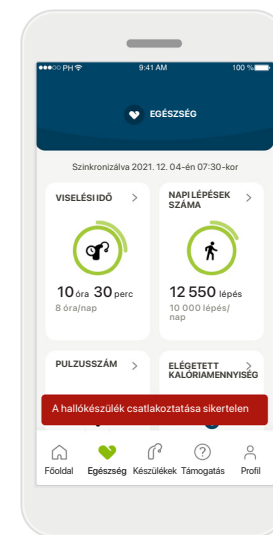 PH 9:41 AM 100 %
EGÉSZSÉG
Szinkronizálva 2021. 12. 04-én 07:30-kor
VISELÉSI IDŐ
10 óra 30 perc
8 óra/nap
NAPI LÉPÉSEK
SZÁMA
12 550 lépés
10 000 lépés/
nap
PULZUSSZÁM
ELÉGETETT
KALÓRIAMENNYISÉG
A hallókészülék csatlakoztatása sikertelen
Főoldal Egészség Készülékek Támogatás Profil